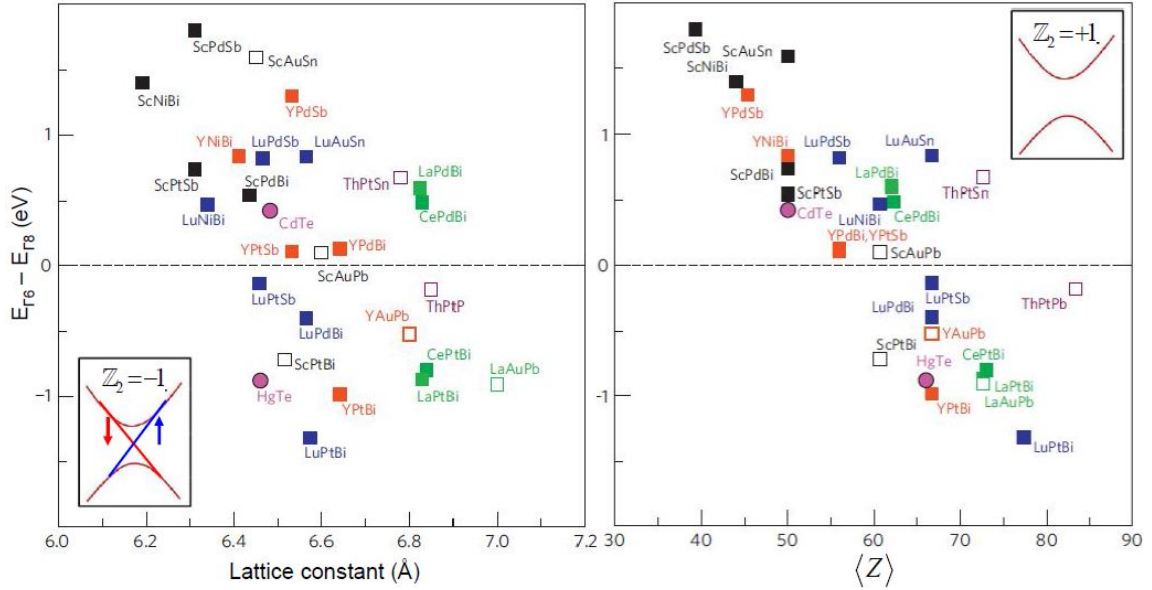 E_Γ6 – E_Γ8 (eV)
1
0
-1
6.0 6.2 6.4 6.6 6.8 7.0 7.2
Lattice constant (Å)
ScPdSb
ScAuSn
ScNiBi
YPdSb
YNiBi
LuPdSb
LuAuSn
ScPtSb
ScPdBi
ThPtSn
LaPdBi
LuNiBi
CePdBi
CdTe
YPtSb
YPdBi
ScAuPb
LuPtSb
ThPtP
YAuPb
LuPdBi
ScPtBi
CePtBi
LaAuPb
HgTe
YPtBi
LaPtBi
LuPtBi
ℤ₂ =−1.
1
0
-1
30 40 50 60 70 80 90
⟨Z⟩
ℤ₂ =+1.
ScPdSb
ScAuSn
ScNiBi
YPdSb
YNiBi
LuPdSb
LuAuSn
ScPdBi
LaPdBi
ThPtSn
ScPtSb
CdTe
LuNiBi
CePdBi
YPdBi,YPtSb
ScAuPb
LuPtSb
LuPdBi
ThPtPb
YAuPb
ScPtBi
HgTe
CePtBi
LaPtBi
YPtBi
LaAuPb
LuPtBi